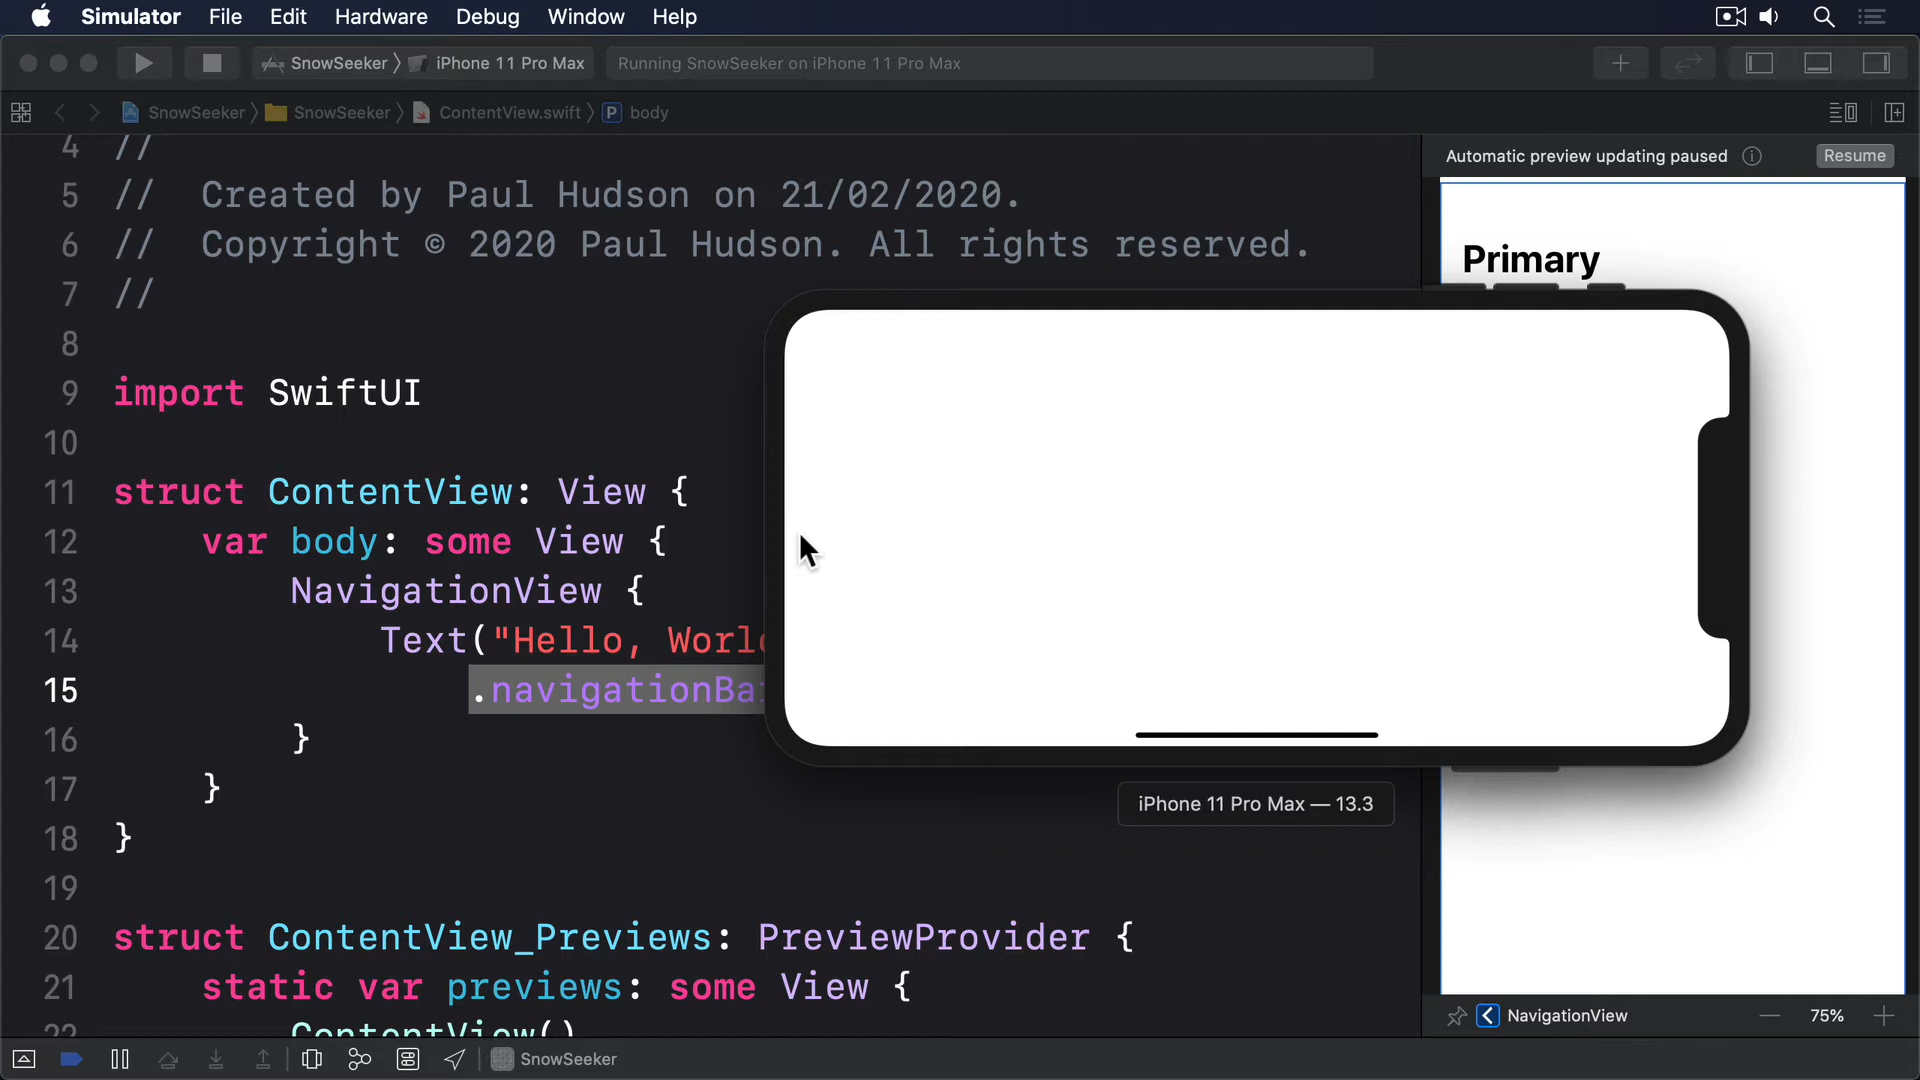 Simulator File Edit Hardware Debug Window Help
SnowSeeker iPhone 11 Pro Max Running SnowSeeker on iPhone 11 Pro Max
SnowSeeker SnowSeeker ContentView.swift P body
4 //
5 // Created by Paul Hudson on 21/02/2020.
6 // Copyright © 2020 Paul Hudson. All rights reserved.
7 //
8
9 import SwiftUI
10
11 struct ContentView: View {
12 var body: some View {
13 NavigationView {
14 Text("Hello, Worl
15 .navigationBa
16 }
17 }
18 }
19
20 struct ContentView_Previews: PreviewProvider {
21 static var previews: some View {
22 ContentView()
Automatic preview updating paused Resume
Primary
iPhone 11 Pro Max — 13.3
NavigationView 75%
SnowSeeker